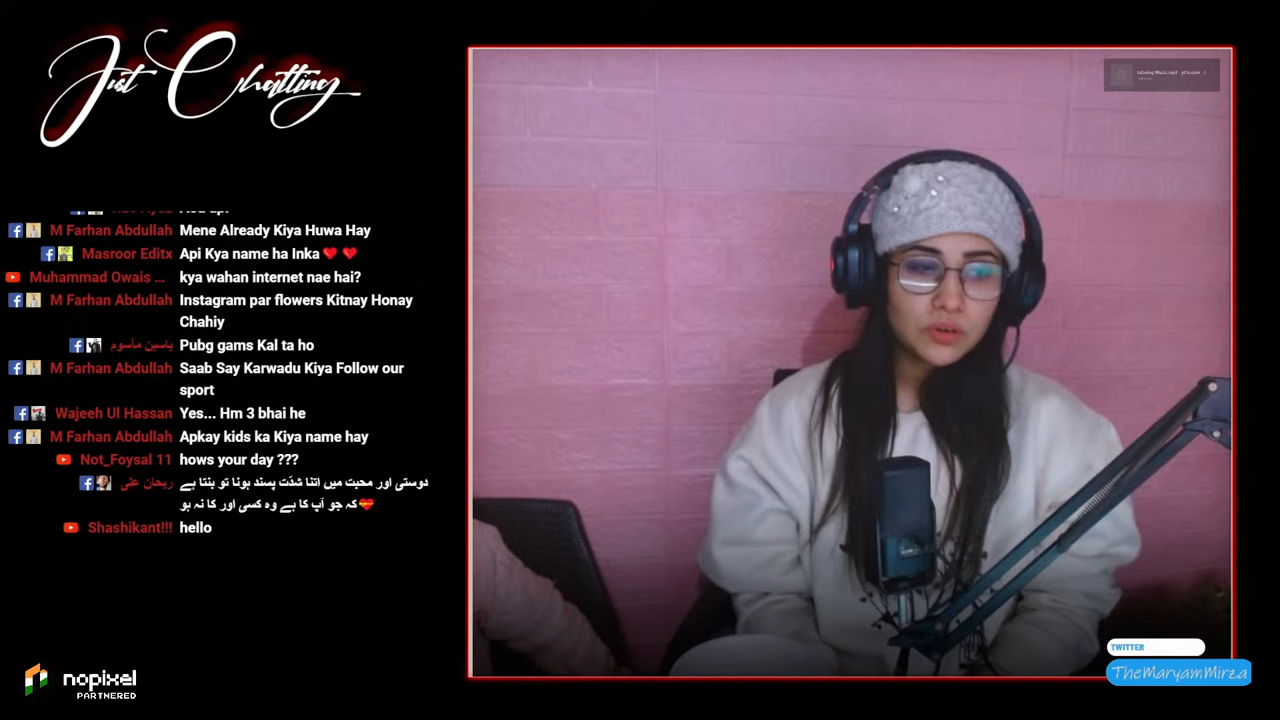 Just Chatting
M Farhan Abdullah Mene Already Kiya Huwa Hay
Masroor Editx Api Kya name ha Inka❤️ ❤️
Muhammad Owais ... kya wahan internet nae hai?
M Farhan Abdullah Instagram par flowers Kitnay Honay
Chahiy
یاسین مأسوم Pubg gams Kal ta ho
M Farhan Abdullah Saab Say Karwadu Kiya Follow our
sport
Wajeeh Ul Hassan Yes... Hm 3 bhai he
M Farhan Abdullah Apkay kids ka Kiya name hay
Not_Foysal 11 hows your day ???
ریحان علی دوستی اور محبت میں اتنا شدّت پسند ہونا تو بنتا ہے
کہ جو آپ کا ہے وہ کسی اور کا نہ ہو
Shashikant!!! hello
nopixel
PARTNERED
TWITTER
TheMaryamMirza